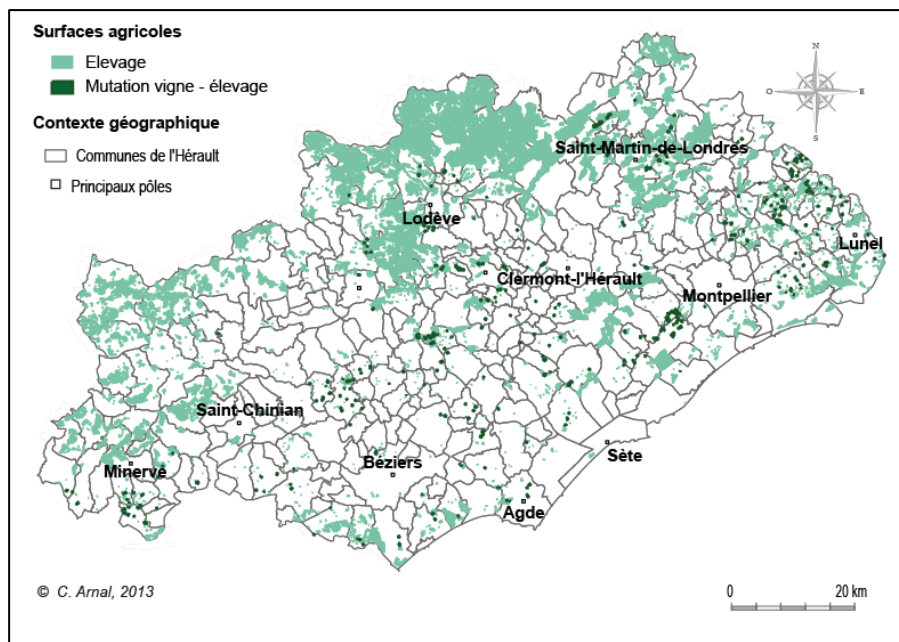 Surfaces agricoles
Elevage
Mutation vigne - élevage
Contexte géographique
Communes de l'Hérault
Principaux pôles
N
O
E
S
Saint-Martin-de-Londres
Lodève
Lunel
Clermont-l'Hérault
Montpellier
Saint-Chinian
Sète
Béziers
Minerve
Agde
© C. Arnal, 2013
0 20 km